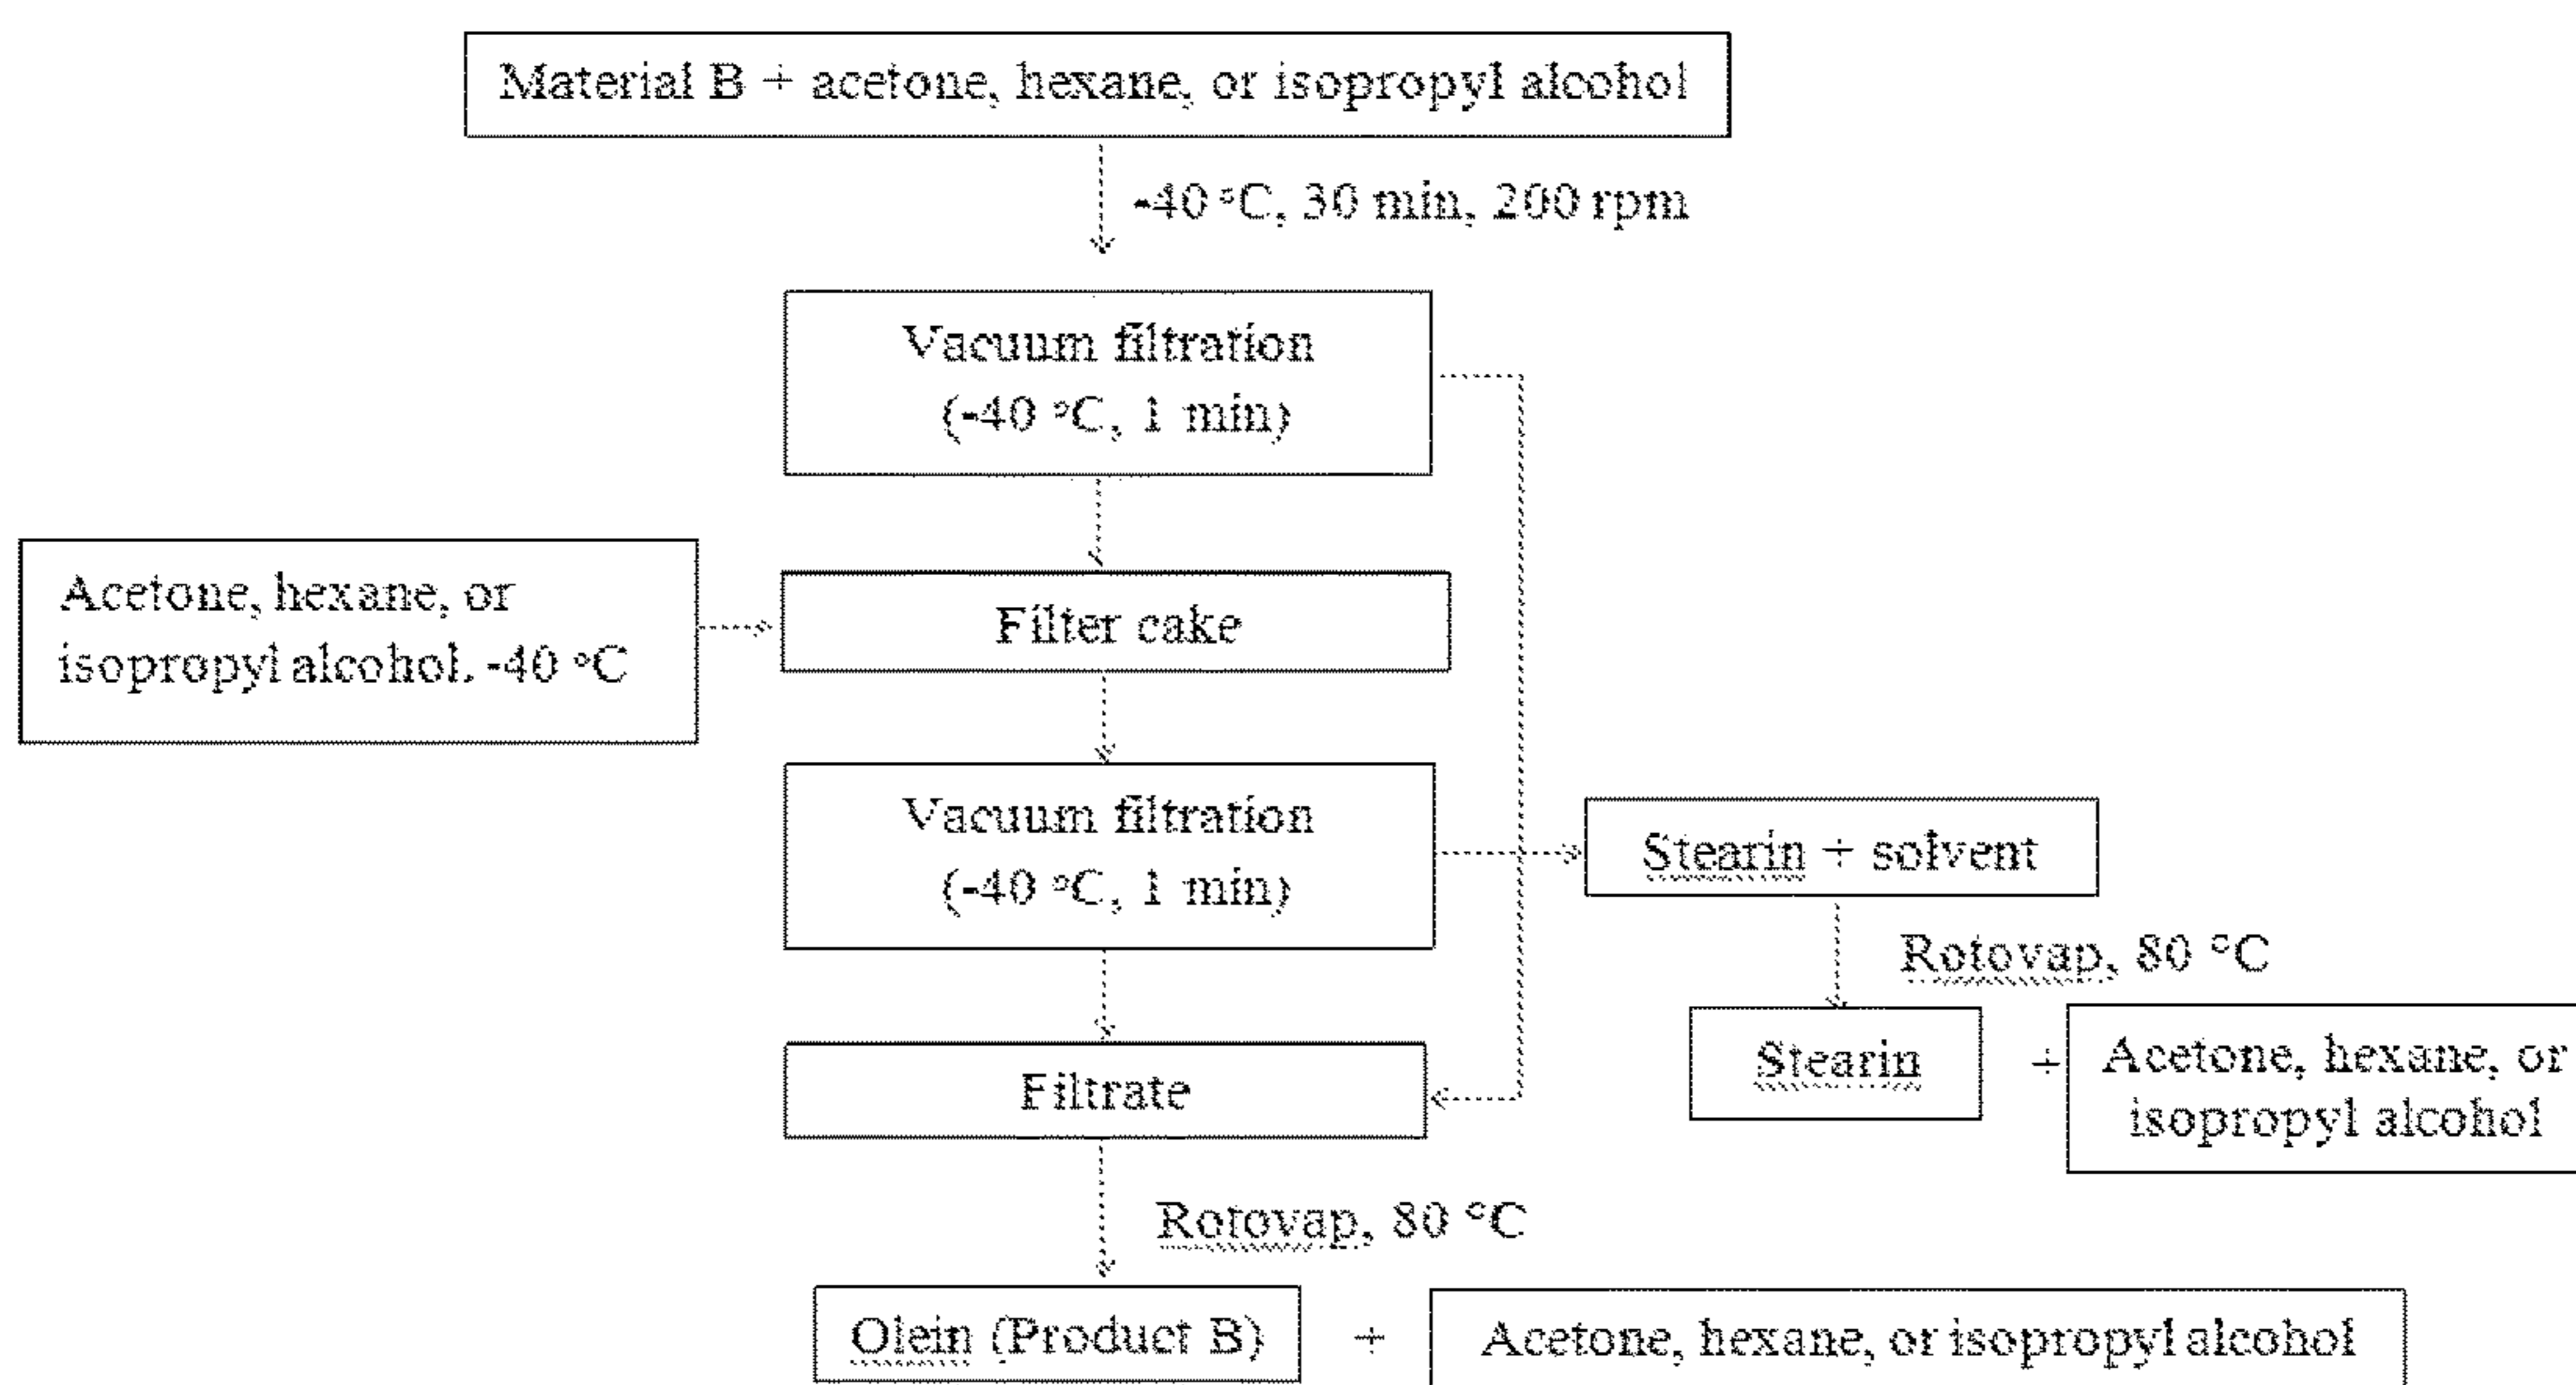 Material B + acetone, hexane, or isopropyl alcohol
-40 °C, 30 min, 200 rpm
Vacuum filtration
(-40 °C, 1 min)
Acetone, hexane, or
isopropyl alcohol. -40 °C
Filter cake
Vacuum filtration
(-40 °C, 1 min)
Stearin + solvent
Rotovap, 80 °C
Filtrate
Stearin
+
Acetone, hexane, or
isopropyl alcohol
Rotovap, 80 °C
Olein (Product B)
+
Acetone, hexane, or isopropyl alcohol